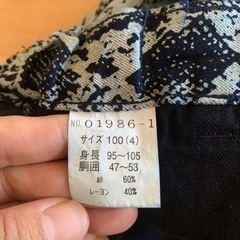 NO. 01986-1
サイズ 100(4)
身長 95~105
胴囲 47~53
綿 60%
レーヨン 40%